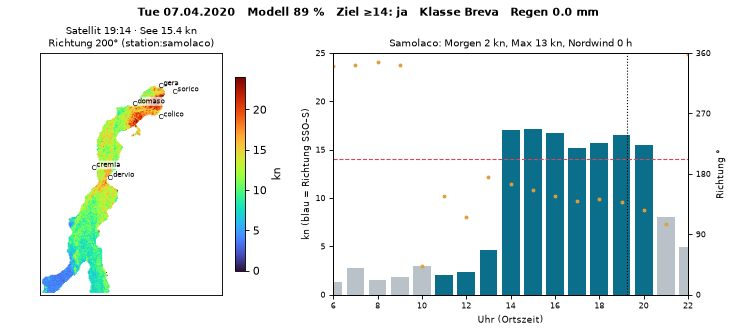 Tue 07.04.2020   Modell 89 %   Ziel ≥14: ja   Klasse Breva   Regen 0.0 mm
Satellit 19:14 · See 15.4 kn
Richtung 200° (station:samolaco)
gera
sorico
domaso
colico
cremia
dervio
20
15
10
5
0
kn
Samolaco: Morgen 2 kn, Max 13 kn, Nordwind 0 h
25
20
15
10
5
0
kn (blau = Richtung SSO–S)
360
270
180
90
0
Richtung °
6 8 10 12 14 16 18 20 22
Uhr (Ortszeit)